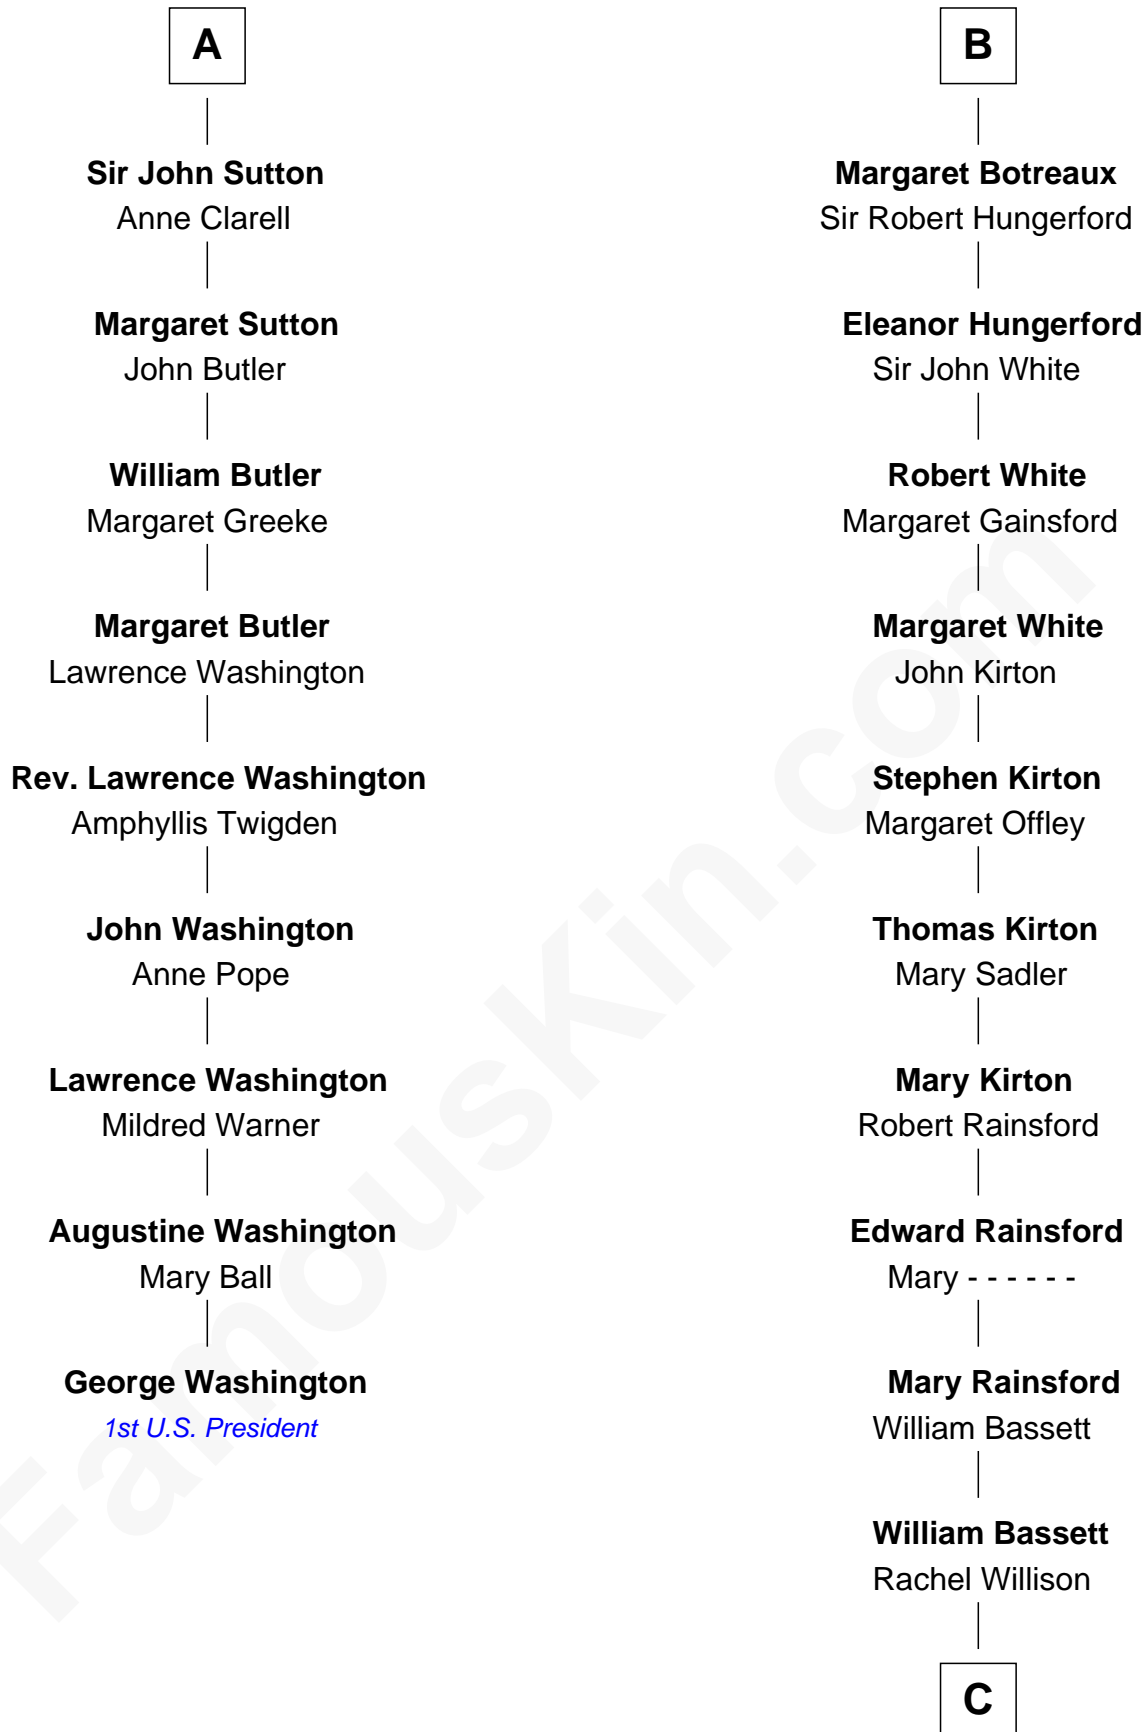 A
Sir John Sutton
Anne Clarell
Margaret Sutton
John Butler
William Butler
Margaret Greeke
Margaret Butler
Lawrence Washington
Rev. Lawrence Washington
Amphyllis Twigden
John Washington
Anne Pope
Lawrence Washington
Mildred Warner
Augustine Washington
Mary Ball
George Washington
1st U.S. President
B
Margaret Botreaux
Sir Robert Hungerford
Eleanor Hungerford
Sir John White
Robert White
Margaret Gainsford
Margaret White
John Kirton
Stephen Kirton
Margaret Offley
Thomas Kirton
Mary Sadler
Mary Kirton
Robert Rainsford
Edward Rainsford
Mary - - - - - -
Mary Rainsford
William Bassett
William Bassett
Rachel Willison
C
FamousKin.com